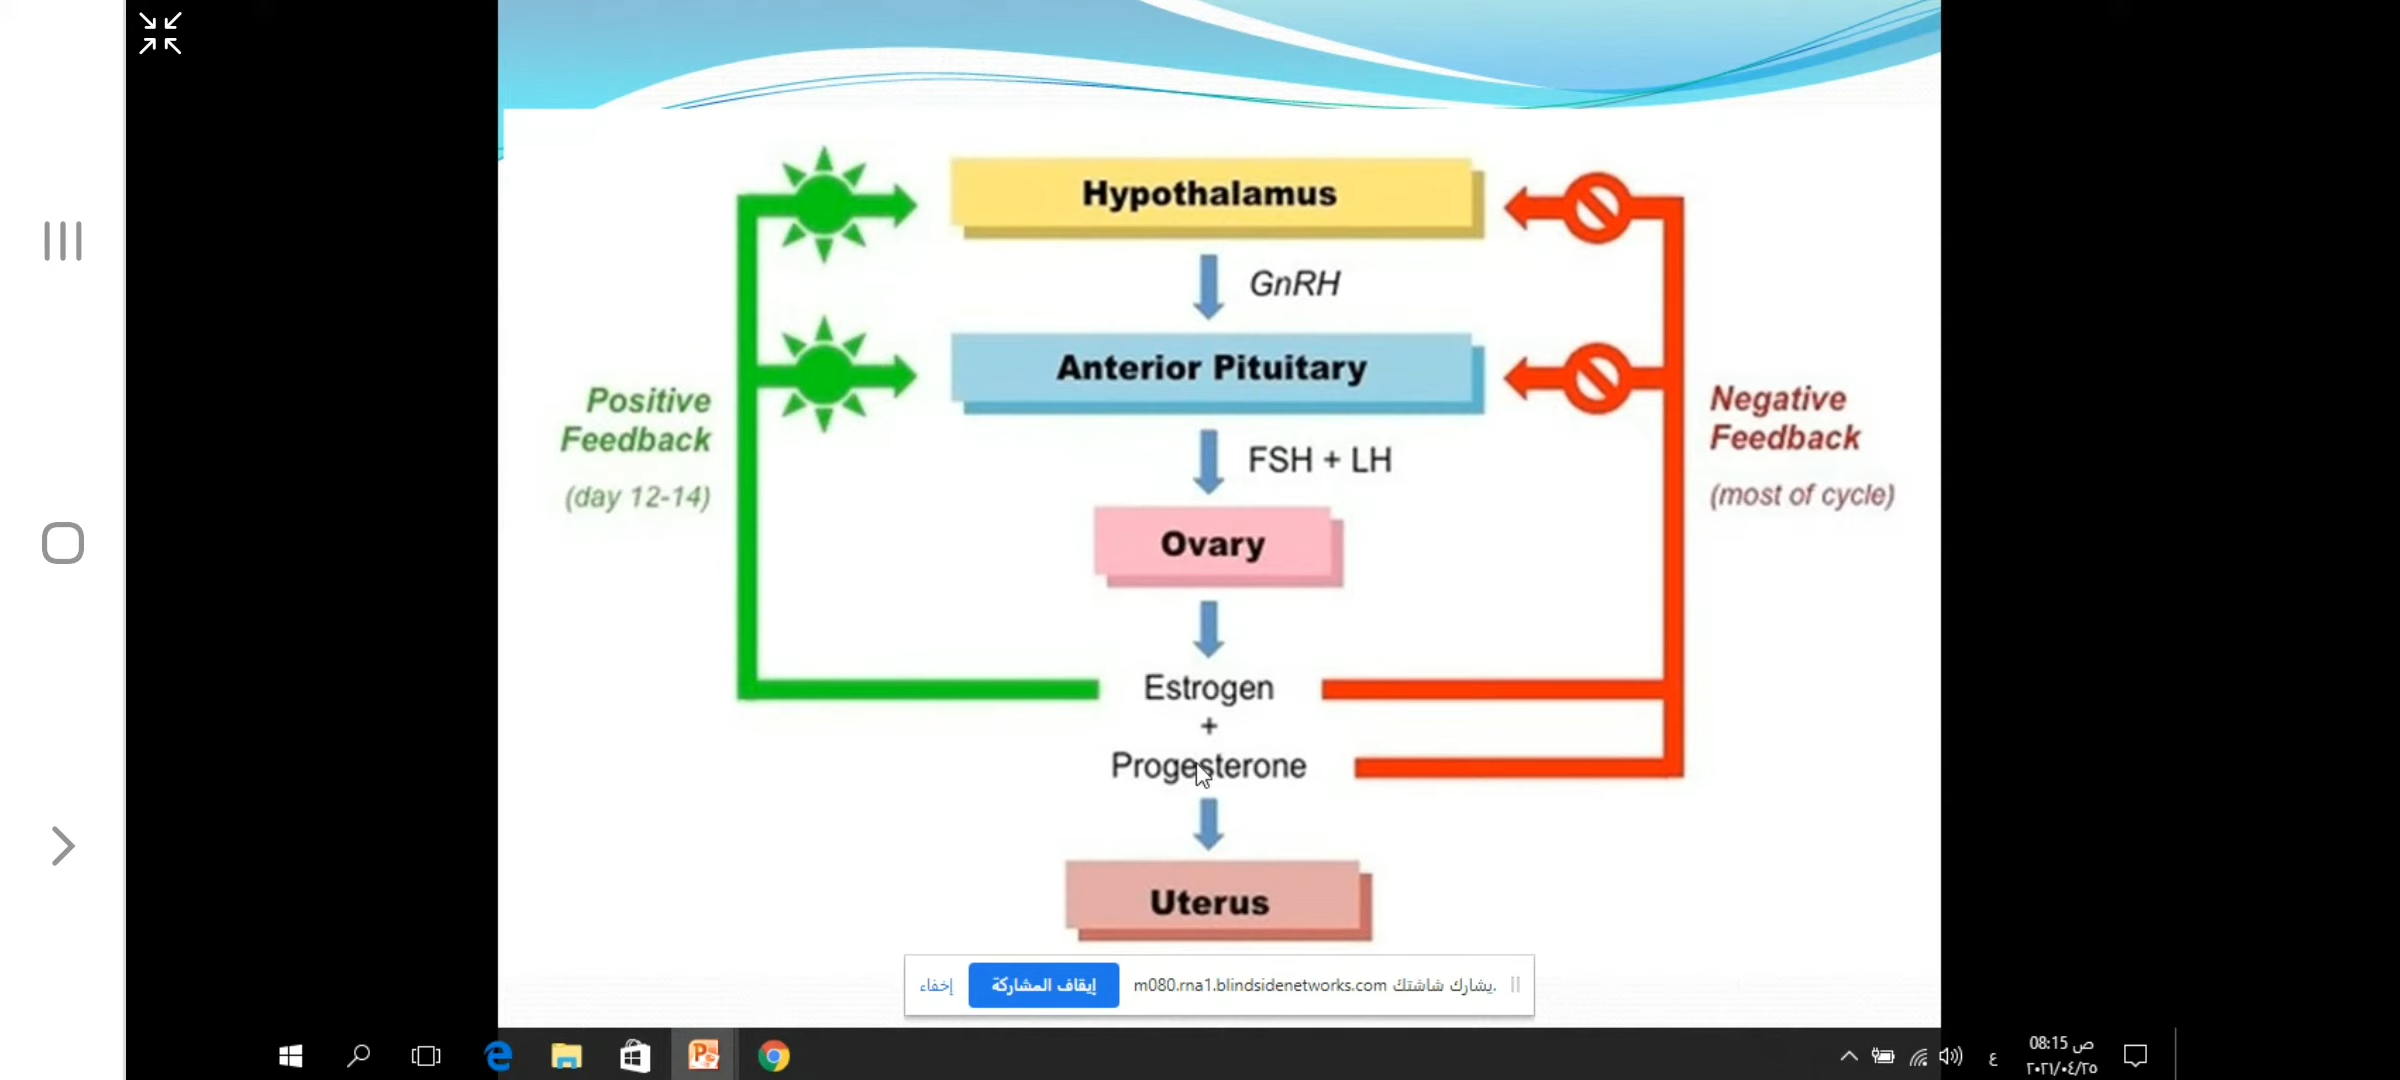 Hypothalamus
GnRH
Anterior Pituitary
Positive
Feedback
(day 12-14)
Negative
Feedback
(most of cycle)
FSH + LH
Ovary
Estrogen
+
Progesterone
Uterus
يشارك شاشتك m080.rna1.blindsidenetworks.com.
إيقاف المشاركة
إخفاء
ع
08:15 ص
٢٠٢١/٠٤/٢٥